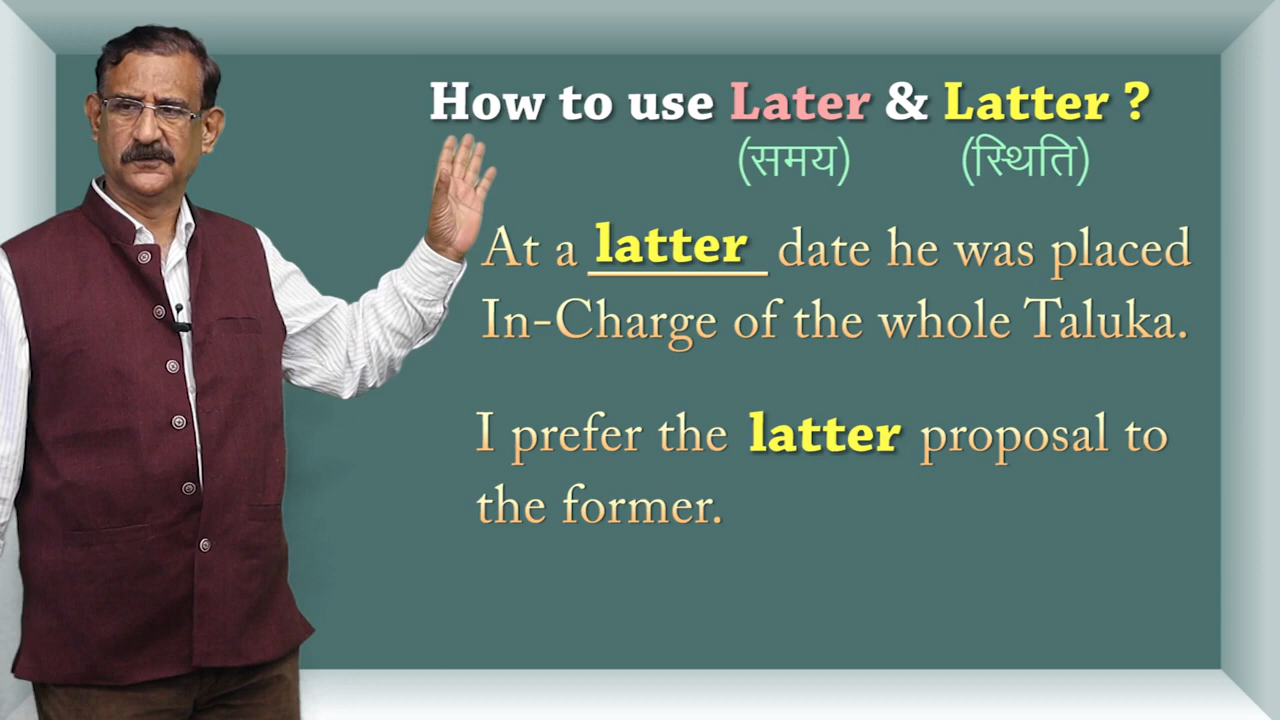 How to use Later & Latter ?
(समय) (स्थिति)
At a latter date he was placed
In-Charge of the whole Taluka.
I prefer the latter proposal to
the former.